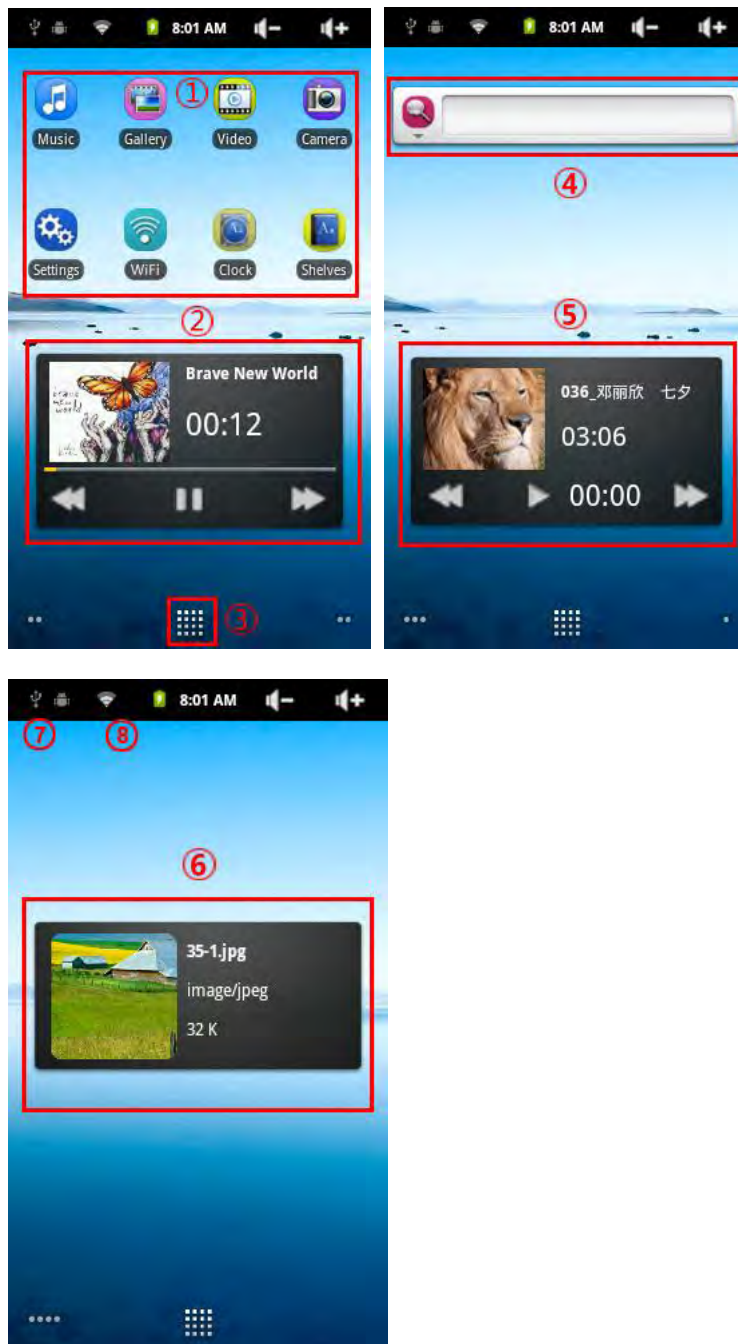 8:01 AM
①
Music Gallery Video Camera
Settings WiFi Clock Shelves
②
Brave New World
00:12
③
8:01 AM
④
⑤
036_邓丽欣 七夕
03:06
00:00
8:01 AM
⑦ ⑧
⑥
35-1.jpg
image/jpeg
32 K